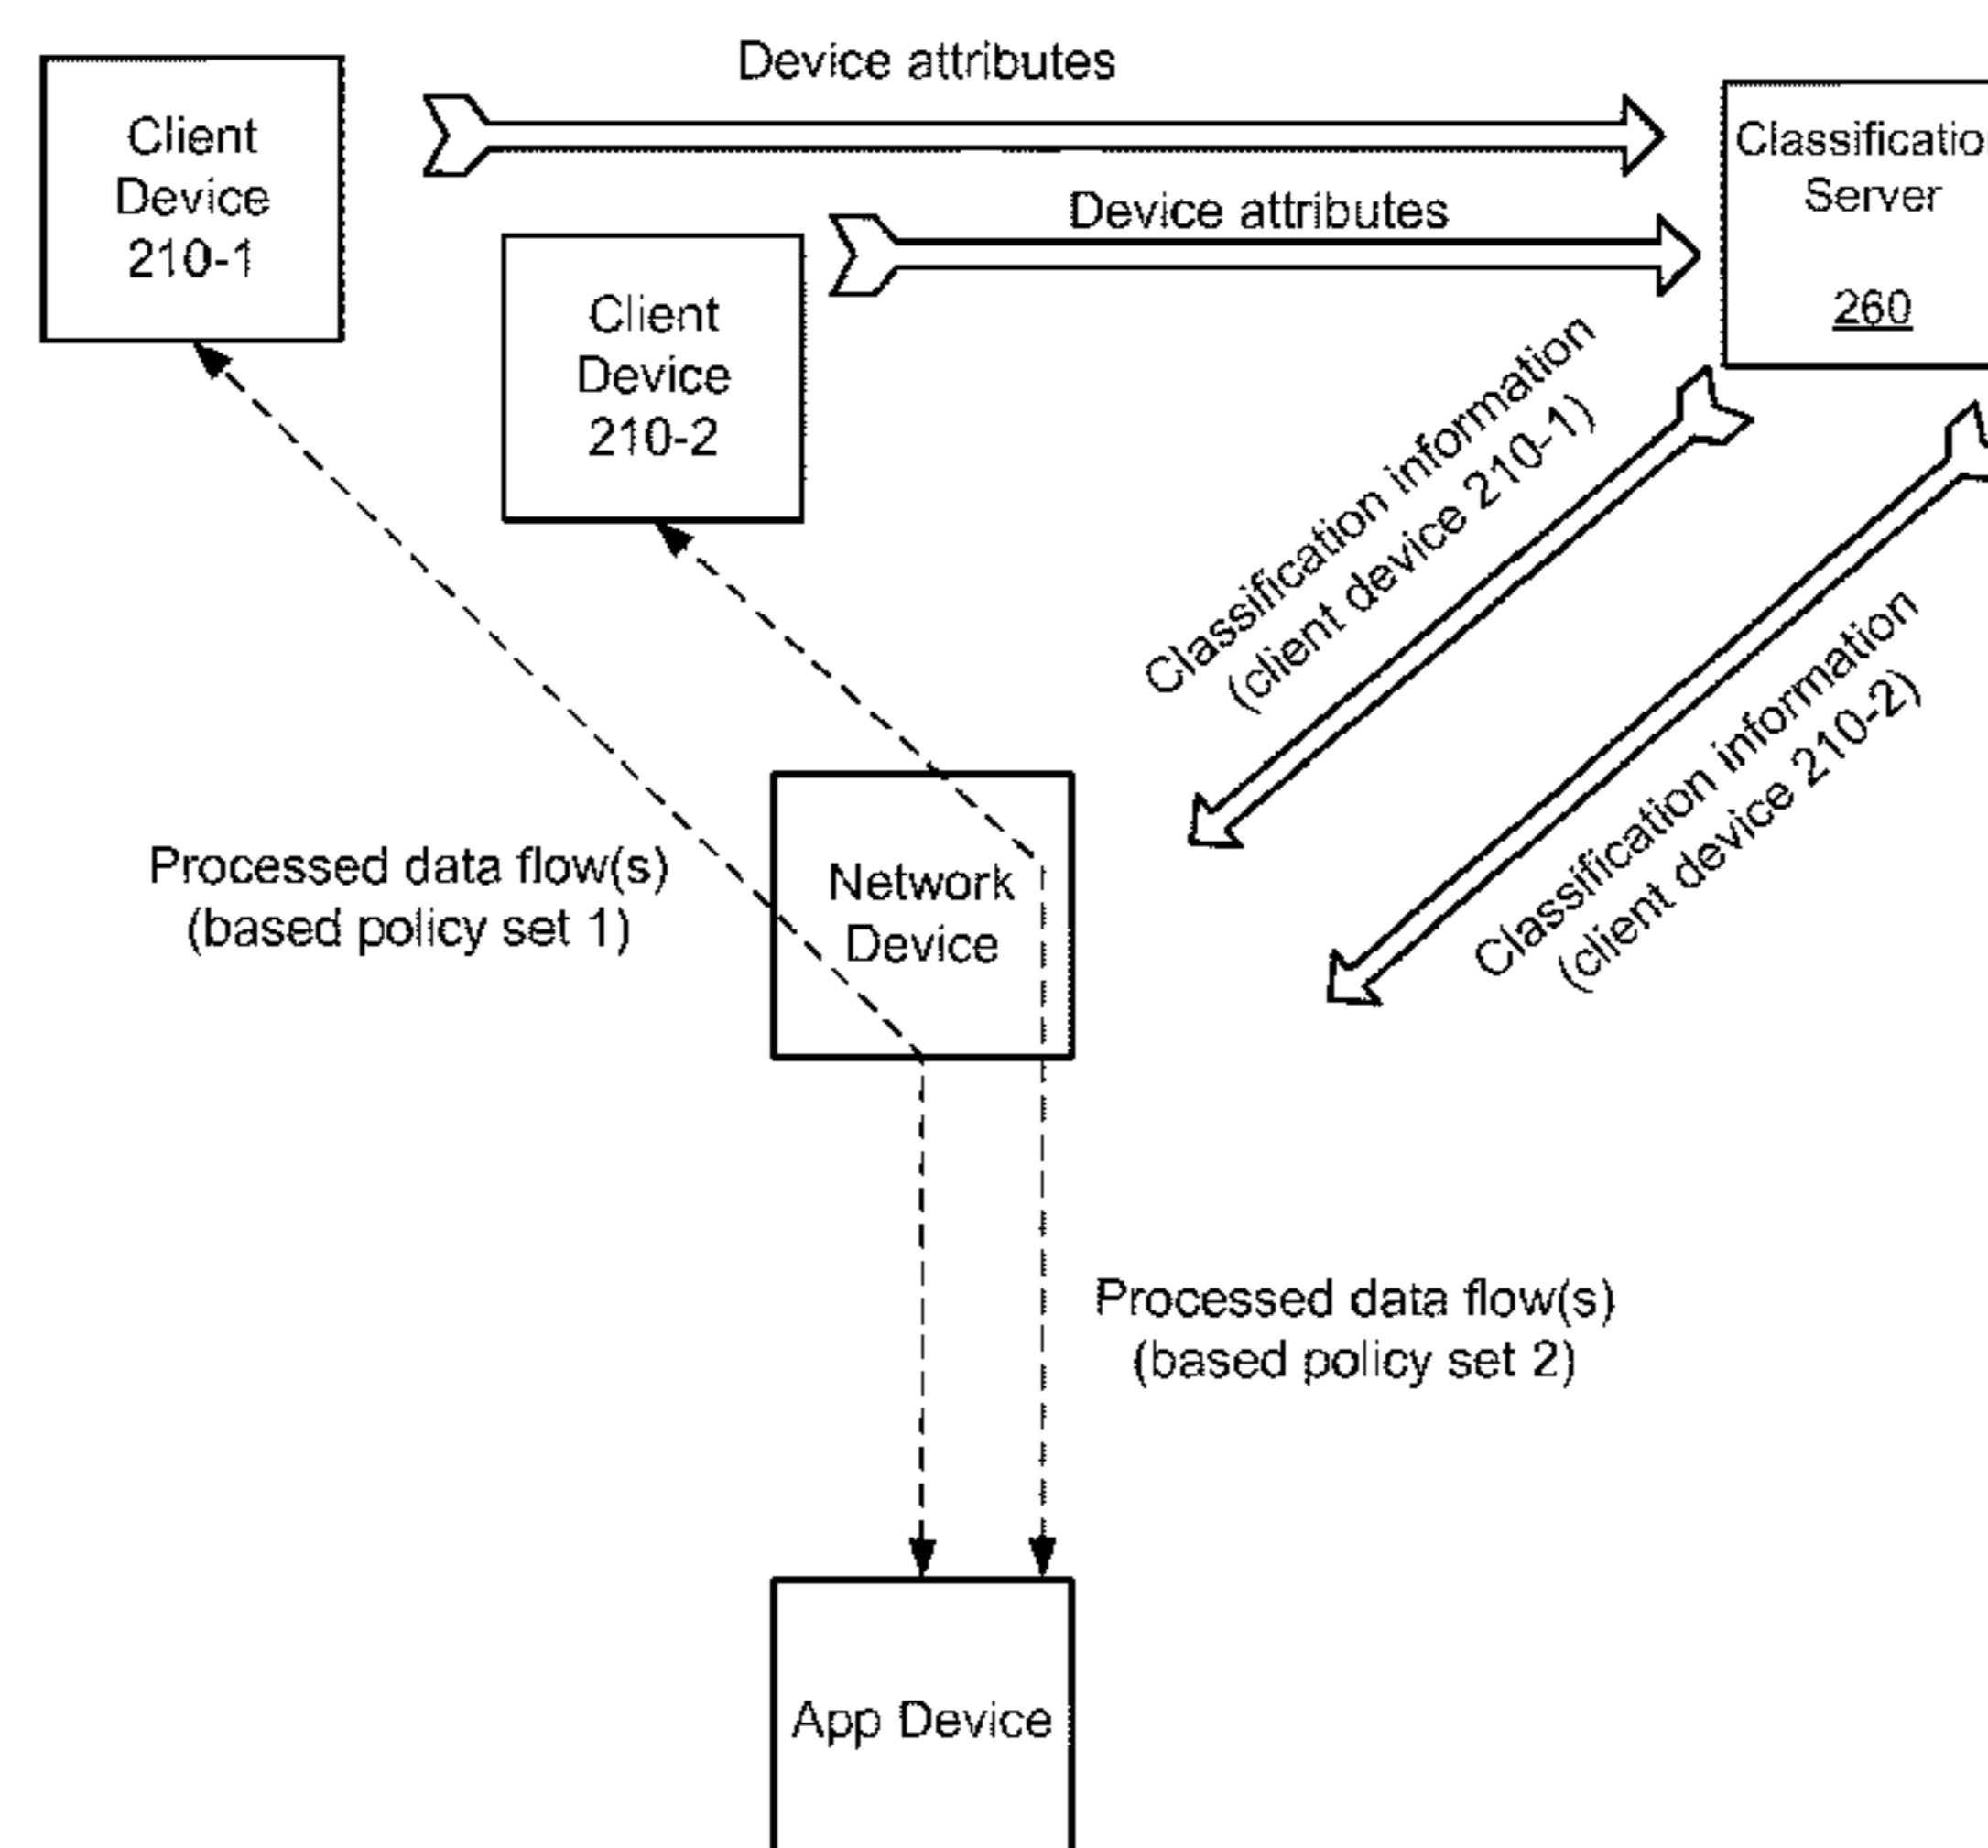 Device attributes
Client
Device
210-1
Device attributes
Client
Device
210-2
Server
260
Classification information
(client device 210-1)
Classification information
(client device 210-2)
Processed data flow(s)
(based policy set 1)
Network
Device
Processed data flow(s)
(based policy set 2)
App Device